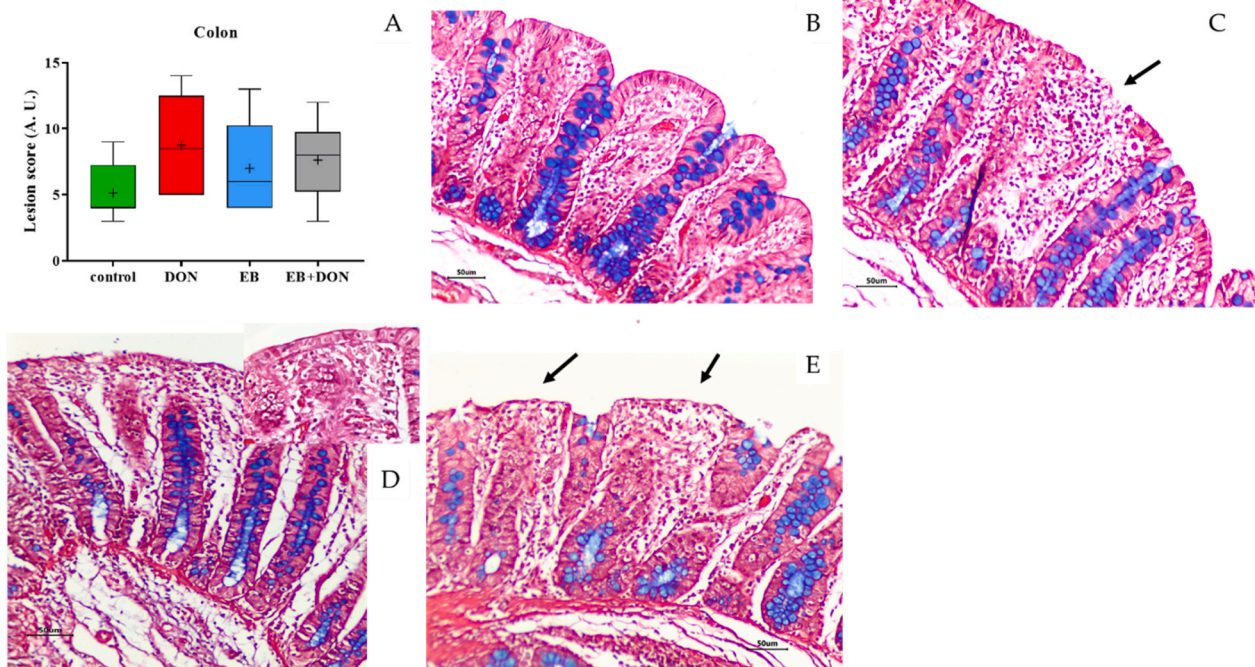 Colon
A
Lesion score (A. U.)
15
10
5
0
control DON EB EB+DON
B
50um
C
50um
D
50um
E
50um